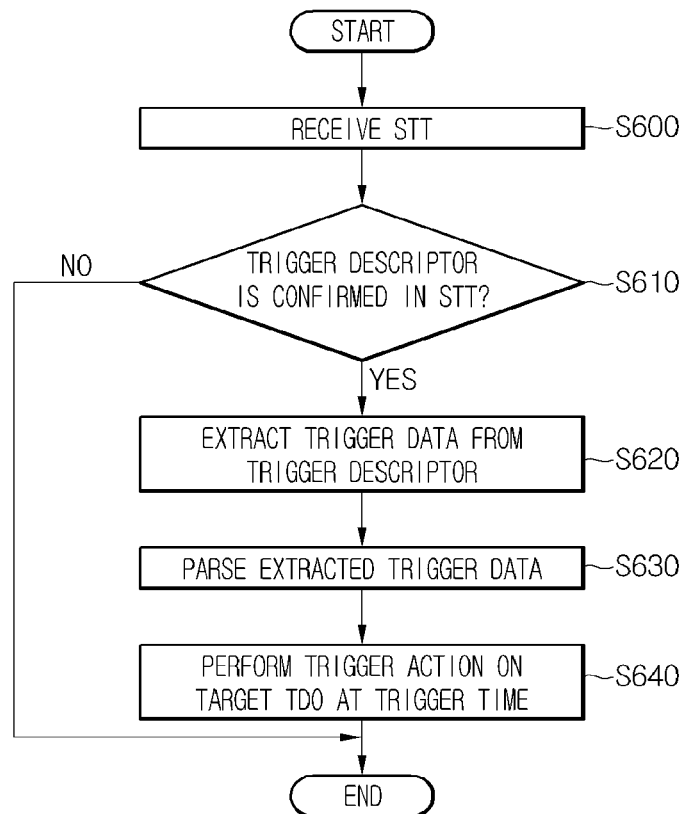 START
RECEIVE STT
S600
TRIGGER DESCRIPTOR
IS CONFIRMED IN STT?
S610
NO
YES
EXTRACT TRIGGER DATA FROM
TRIGGER DESCRIPTOR
S620
PARSE EXTRACTED TRIGGER DATA
S630
PERFORM TRIGGER ACTION ON
TARGET TDO AT TRIGGER TIME
S640
END